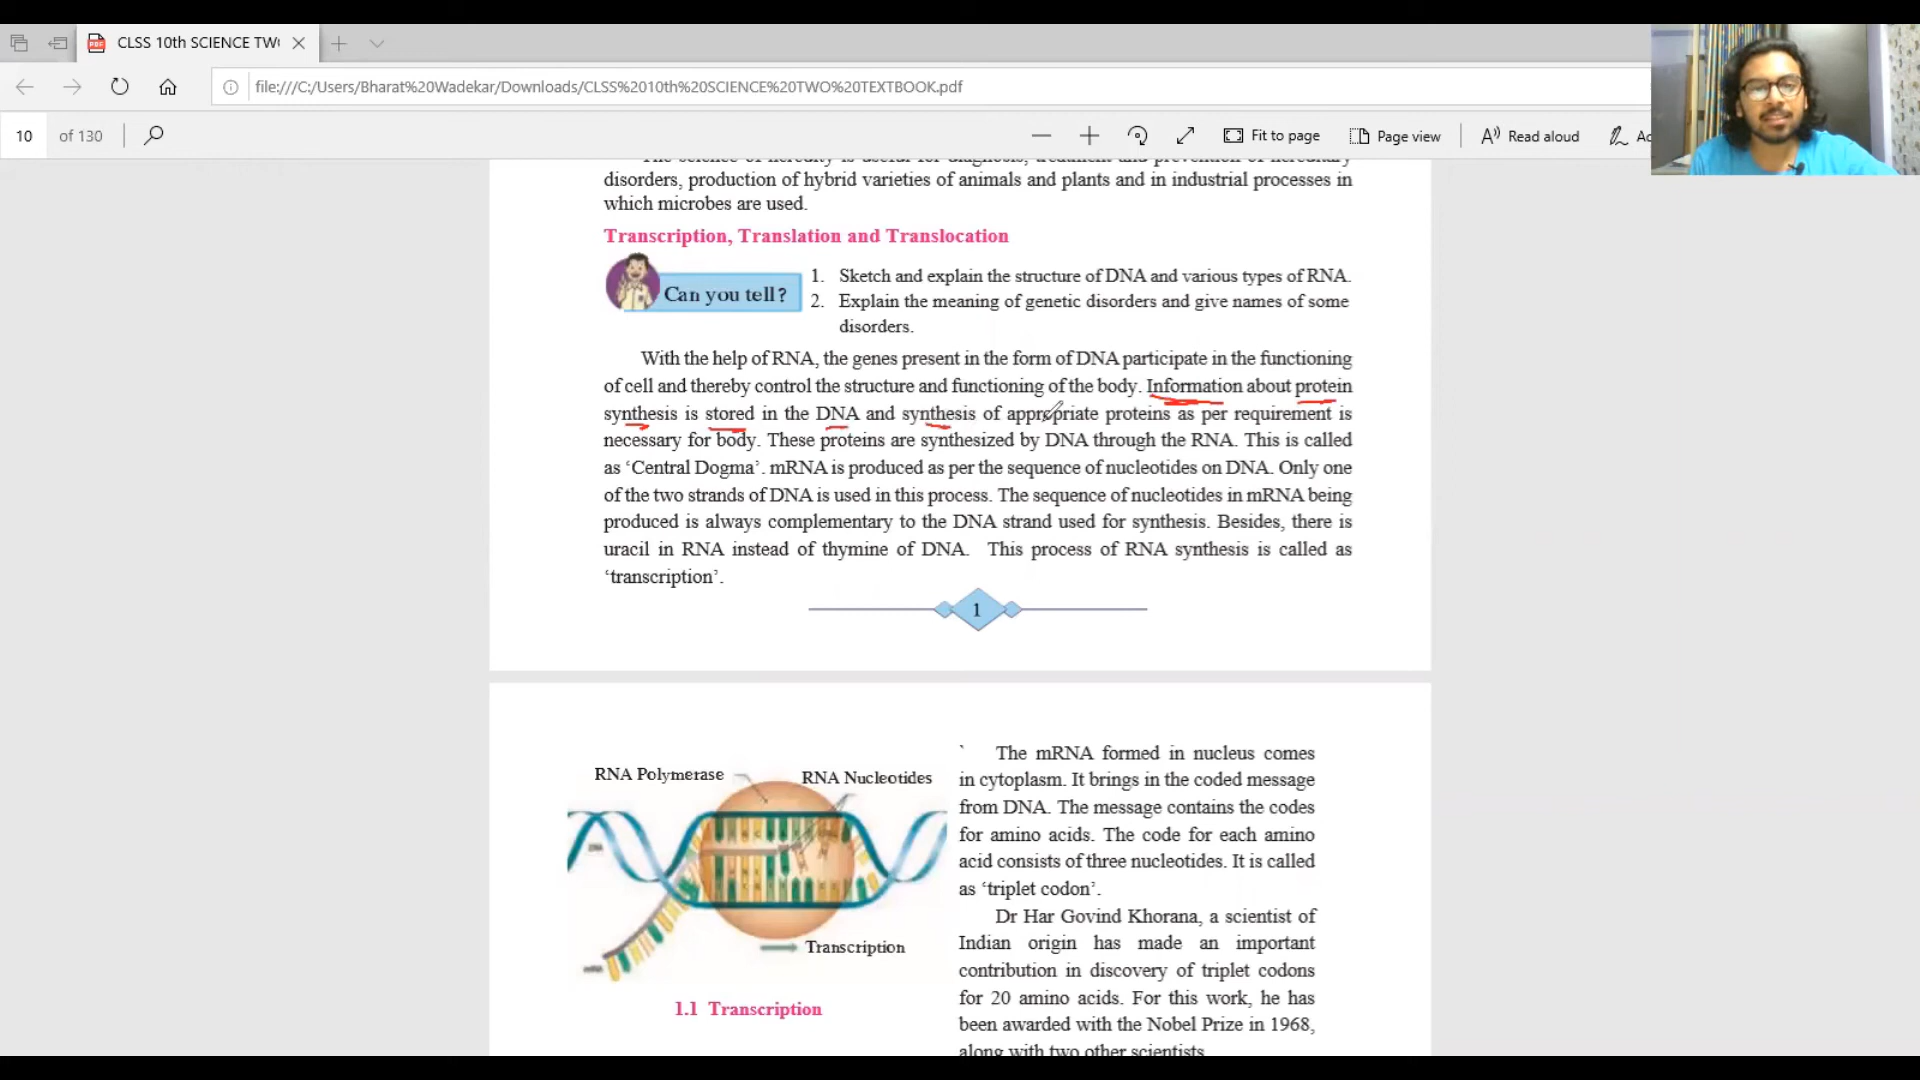 CLSS 10th SCIENCE TWO
file:///C:/Users/Bharat%20Wadekar/Downloads/CLSS%2010th%20SCIENCE%20TWO%20TEXTBOOK.pdf
10 of 130
Fit to page
Page view
Read aloud
disorders, production of hybrid varieties of animals and plants and in industrial processes in
which microbes are used.
Transcription, Translation and Translocation
Can you tell?
1. Sketch and explain the structure of DNA and various types of RNA.
2. Explain the meaning of genetic disorders and give names of some
disorders.
With the help of RNA, the genes present in the form of DNA participate in the functioning
of cell and thereby control the structure and functioning of the body. Information about protein
synthesis is stored in the DNA and synthesis of appropriate proteins as per requirement is
necessary for body. These proteins are synthesized by DNA through the RNA. This is called
as ‘Central Dogma’. mRNA is produced as per the sequence of nucleotides on DNA. Only one
of the two strands of DNA is used in this process. The sequence of nucleotides in mRNA being
produced is always complementary to the DNA strand used for synthesis. Besides, there is
uracil in RNA instead of thymine of DNA. This process of RNA synthesis is called as
‘transcription’.
1
RNA Polymerase
RNA Nucleotides
DNA
mRNA
Transcription
1.1 Transcription
` The mRNA formed in nucleus comes
in cytoplasm. It brings in the coded message
from DNA. The message contains the codes
for amino acids. The code for each amino
acid consists of three nucleotides. It is called
as ‘triplet codon’.
Dr Har Govind Khorana, a scientist of
Indian origin has made an important
contribution in discovery of triplet codons
for 20 amino acids. For this work, he has
been awarded with the Nobel Prize in 1968,
along with two other scientists.